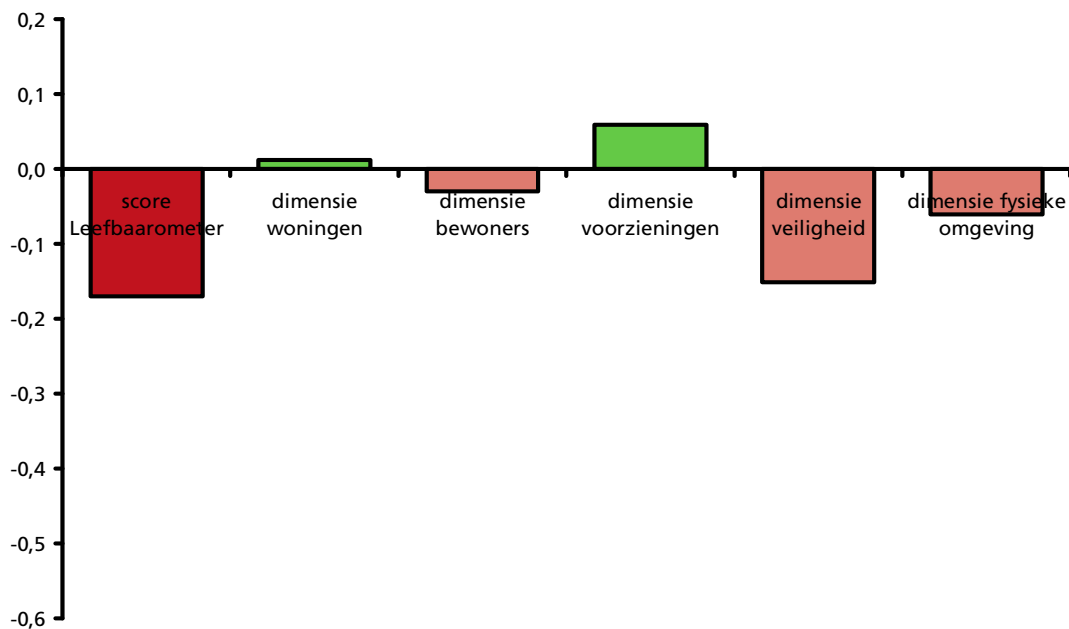 0,2
0,1
0,0
score
Leefbaarometer
dimensie
woningen
dimensie
bewoners
dimensie
voorzieningen
dimensie
veiligheid
dimensie fysieke
omgeving
-0,1
-0,2
-0,3
-0,4
-0,5
-0,6